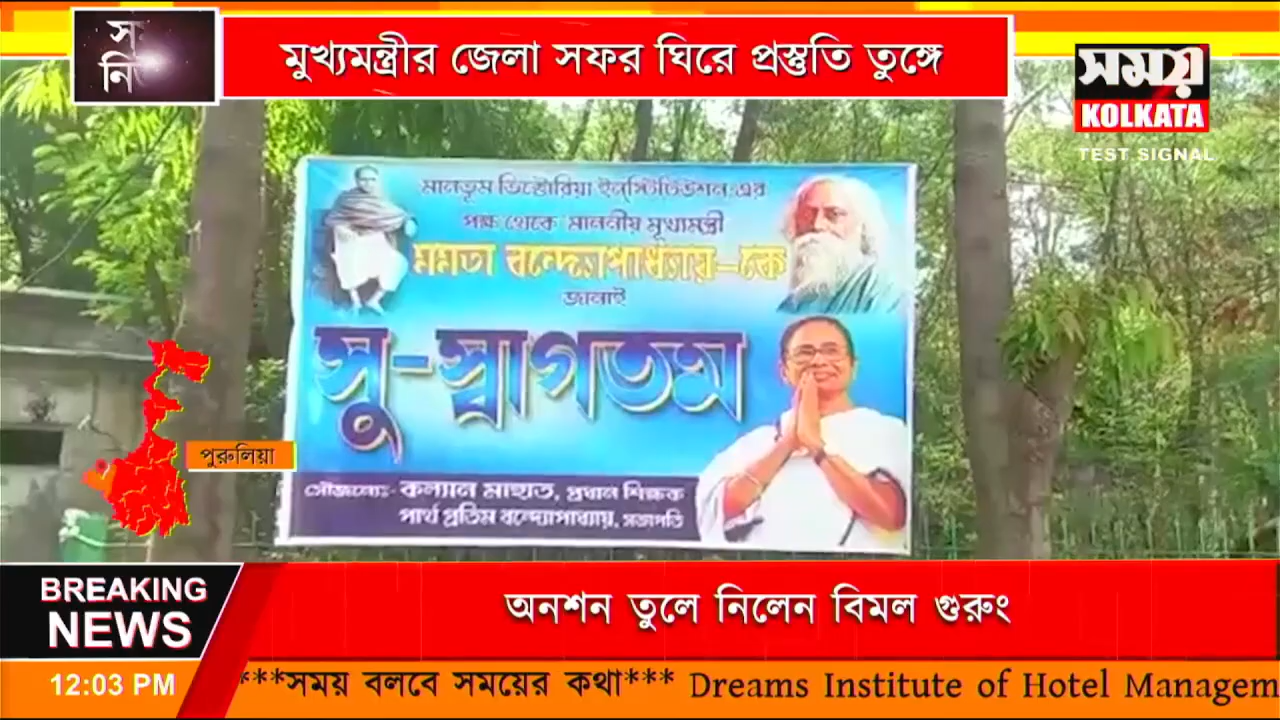 মুখ্যমন্ত্রীর জেলা সফর ঘিরে প্রস্তুতি তুঙ্গে
সময়
KOLKATA
TEST SIGNAL
মানভূম ভিক্টোরিয়া ইন্স্টিটিউশন এর
পক্ষ থেকে মাননীয় মুখ্যমন্ত্রী
মমতা বন্দ্যোপাধ্যায়-কে
জানাই
সু-স্বাগতম
সৌজন্যেঃ- কল্যান মাহাত, প্রধান শিক্ষক
পার্থ প্রতিম বন্দ্যোপাধ্যায়, সভাপতি
পুরুলিয়া
BREAKING
NEWS
অনশন তুলে নিলেন বিমল গুরুং
12:03 PM
***সময় বলবে সময়ের কথা*** Dreams Institute of Hotel Managem